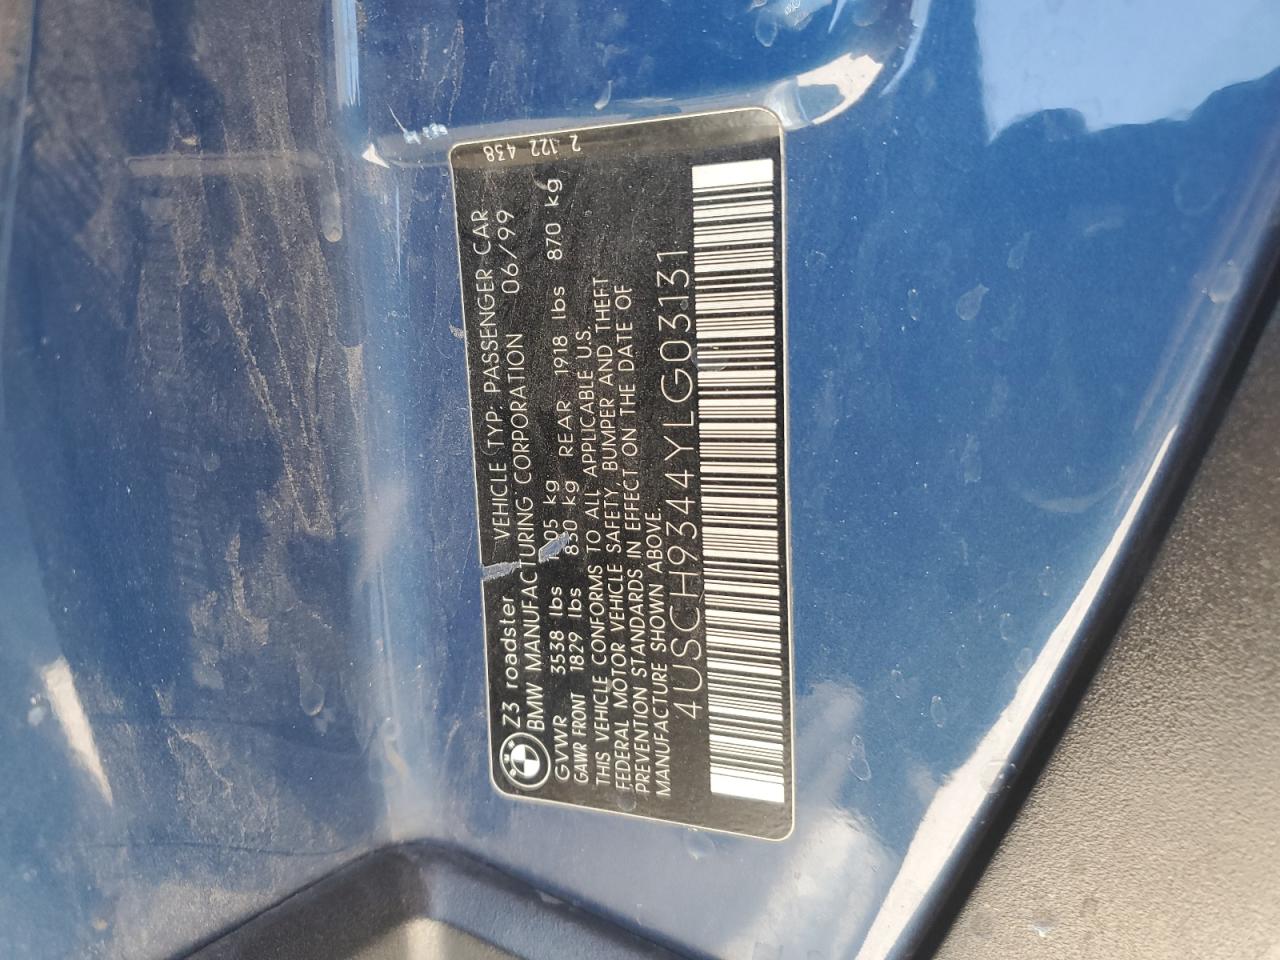 BMW
Z3 roadster VEHICLE TYP: PASSENGER CAR
BMW MANUFACTURING CORPORATION 06/99
GVWR 3538 lbs kg
GAWR FRONT 1829 lbs 830 kg REAR 1918 lbs 870 kg
THIS VEHICLE CONFORMS TO ALL APPLICABLE U.S.
FEDERAL MOTOR VEHICLE SAFETY, BUMPER AND THEFT
PREVENTION STANDARDS IN EFFECT ON THE DATE OF
MANUFACTURE SHOWN ABOVE.
4USCH9344YLG03131
2 122 438